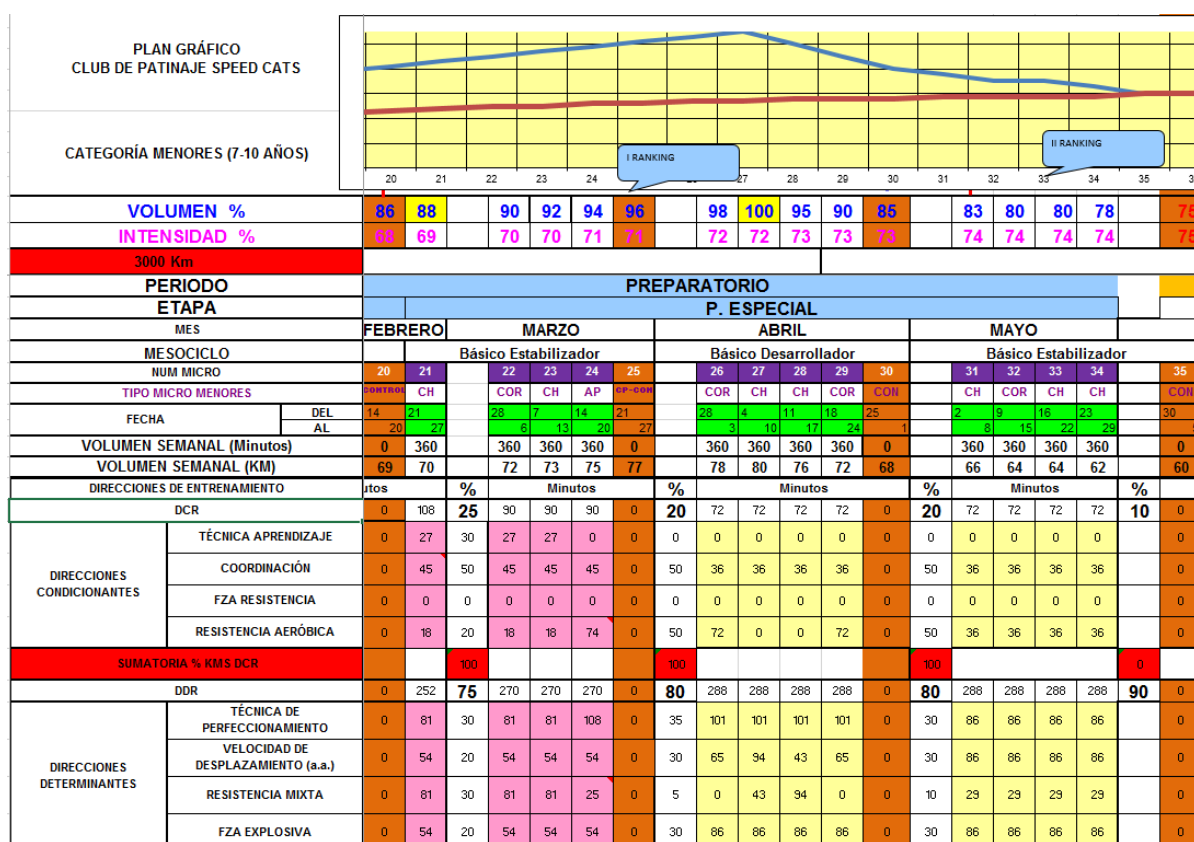 PLAN GRÁFICO
CLUB DE PATINAJE SPEED CATS
CATEGORÍA MENORES (7-10 AÑOS)
I RANKING
II RANKING
20 21 22 23 24 27 28 29 30 31 32 33 34 35
VOLUMEN % 86 88 90 92 94 96 98 100 95 90 85 83 80 80 78 75
INTENSIDAD % 68 69 70 70 71 71 72 72 73 73 73 74 74 74 74 75
3000 Km
PERIODO PREPARATORIO
ETAPA P. ESPECIAL
MES FEBRERO MARZO ABRIL MAYO
MESOCICLO Básico Estabilizador Básico Desarrollador Básico Estabilizador
NUM MICRO 20 21 22 23 24 25 26 27 28 29 30 31 32 33 34 35
TIPO MICRO MENORES CONTROL CH COR CH AP CP-CON COR CH CH COR CON CH COR CH CH CON
FECHA DEL 14 21 28 7 14 21 28 4 11 18 25 2 9 16 23 30
AL 20 27 6 13 20 27 3 10 17 24 1 8 15 22 29
VOLUMEN SEMANAL (Minutos) 0 360 360 360 360 0 360 360 360 360 0 360 360 360 360 0
VOLUMEN SEMANAL (KM) 69 70 72 73 75 77 78 80 76 72 68 66 64 64 62 60
DIRECCIONES DE ENTRENAMIENTO utos % Minutos % Minutos % Minutos %
DCR 0 108 25 90 90 90 0 20 72 72 72 72 0 20 72 72 72 72 10 0
DIRECCIONES CONDICIONANTES
TÉCNICA APRENDIZAJE 0 27 30 27 27 0 0 0 0 0 0 0 0 0 0 0 0 0 0
COORDINACIÓN 0 45 50 45 45 45 0 50 36 36 36 36 0 50 36 36 36 36 0
FZA RESISTENCIA 0 0 0 0 0 0 0 0 0 0 0 0 0 0 0 0 0 0 0
RESISTENCIA AERÓBICA 0 18 20 18 18 74 0 50 72 0 0 72 0 50 36 36 36 36 0
SUMATORIA % KMS DCR 100 100 100 0
DDR 0 252 75 270 270 270 0 80 288 288 288 288 0 80 288 288 288 288 90 0
DIRECCIONES DETERMINANTES
TÉCNICA DE PERFECCIONAMIENTO 0 81 30 81 81 108 0 35 101 101 101 101 0 30 86 86 86 86 0
VELOCIDAD DE DESPLAZAMIENTO (a.a.) 0 54 20 54 54 54 0 30 65 94 43 65 0 30 86 86 86 86 0
RESISTENCIA MIXTA 0 81 30 81 81 25 0 5 0 43 94 0 0 10 29 29 29 29 0
FZA EXPLOSIVA 0 54 20 54 54 54 0 30 86 86 86 86 0 30 86 86 86 86 0